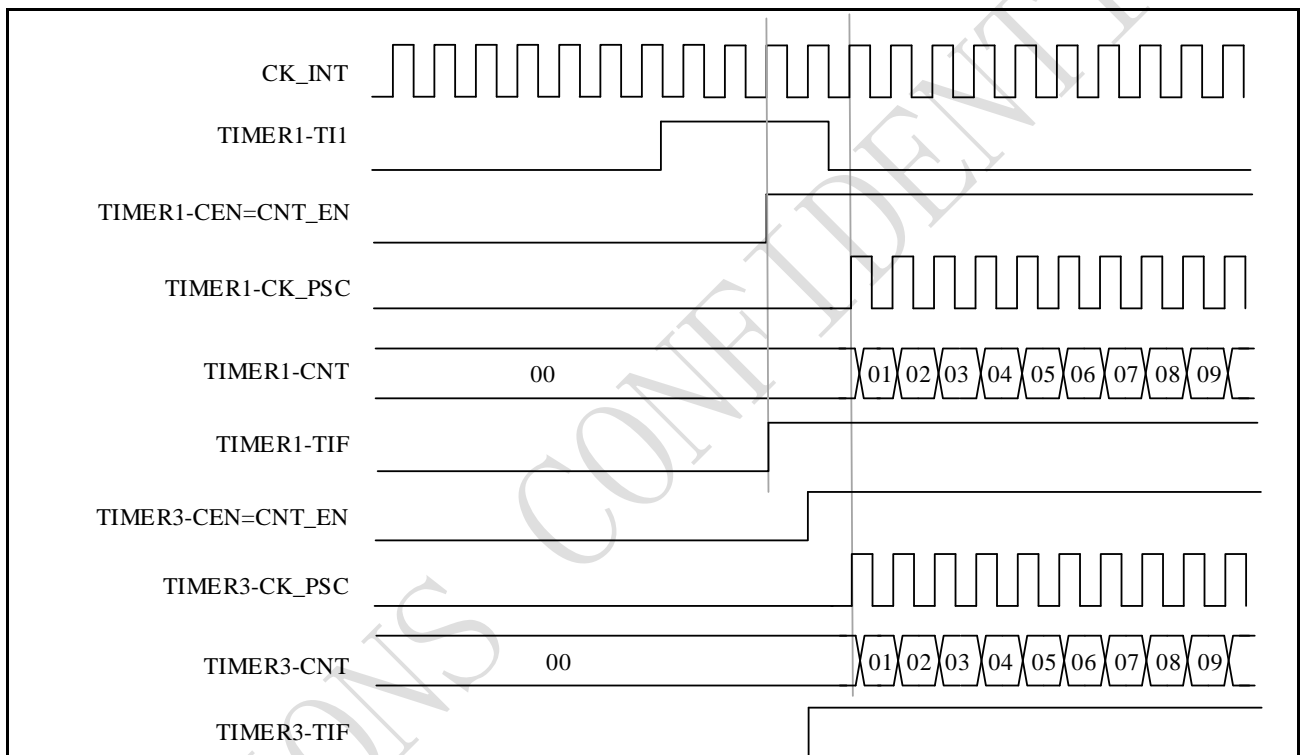 CK_INT
TIMER1-TI1
TIMER1-CEN=CNT_EN
TIMER1-CK_PSC
TIMER1-CNT 00 01 02 03 04 05 06 07 08 09
TIMER1-TIF
TIMER3-CEN=CNT_EN
TIMER3-CK_PSC
TIMER3-CNT 00 01 02 03 04 05 06 07 08 09
TIMER3-TIF
IONS CONFIDENT